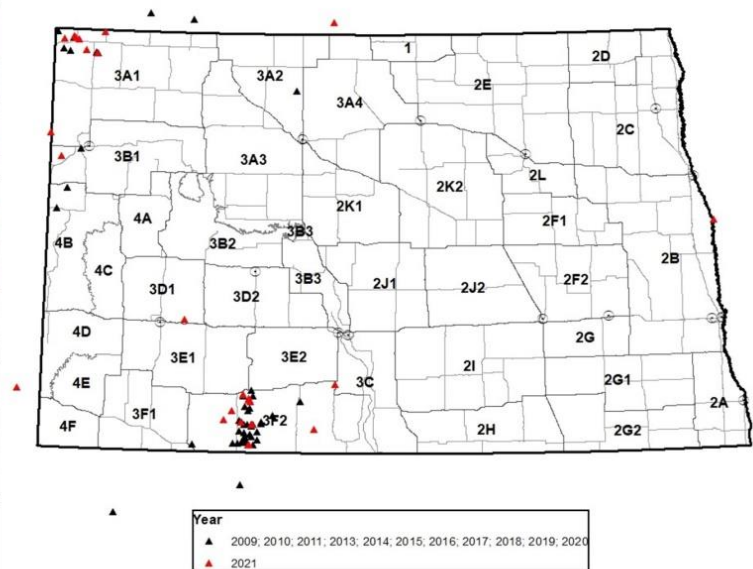 1
2D
2E
3A1
3A2
3A4
2C
3B1
3A3
2L
2K2
2K1
4A
2F1
3B3
4B
3B2
2B
4C
3B3
2J1
2F2
3D1
3D2
2J2
4D
2G
3E1
3E2
2I
4E
3C
2G1
2A
3F1
3F2
4F
2H
2G2
Year
2009; 2010; 2011; 2013; 2014; 2015; 2016; 2017; 2018; 2019; 2020
2021